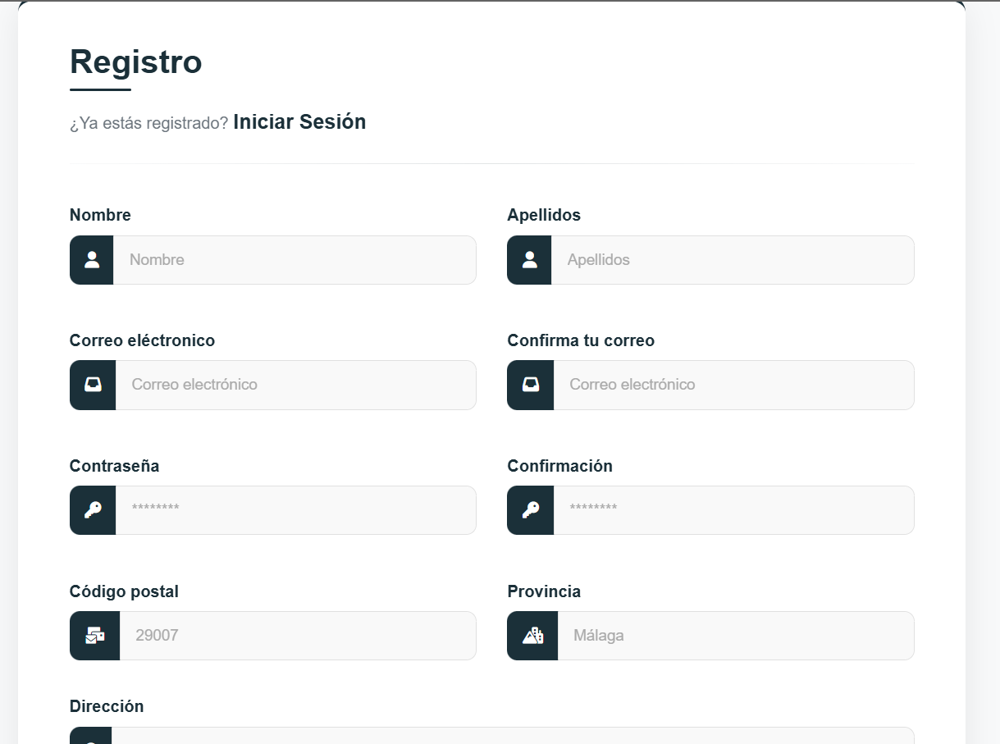 Registro
¿Ya estás registrado? Iniciar Sesión
Nombre
Apellidos
Nombre
Apellidos
Correo eléctronico
Confirma tu correo
Correo electrónico
Correo electrónico
Contraseña
Confirmación
********
********
Código postal
Provincia
29007
Málaga
Dirección